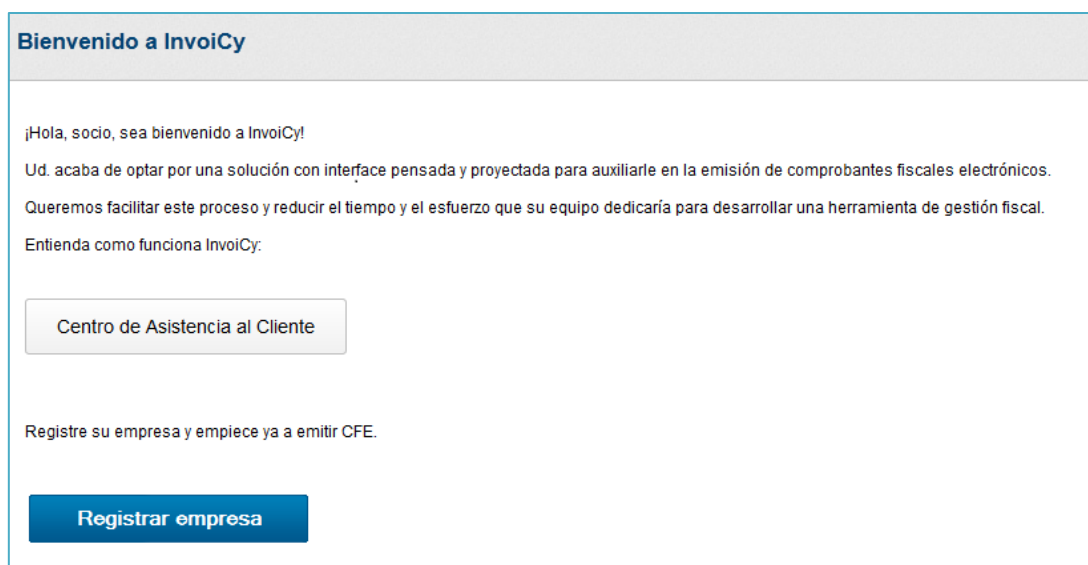 Bienvenido a InvoiCy
¡Hola, socio, sea bienvenido a InvoiCy!
Ud. acaba de optar por una solución con interface pensada y proyectada para auxiliarle en la emisión de comprobantes fiscales electrónicos.
Queremos facilitar este proceso y reducir el tiempo y el esfuerzo que su equipo dedicaría para desarrollar una herramienta de gestión fiscal.
Entienda como funciona InvoiCy:
Centro de Asistencia al Cliente
Registre su empresa y empiece ya a emitir CFE.
Registrar empresa